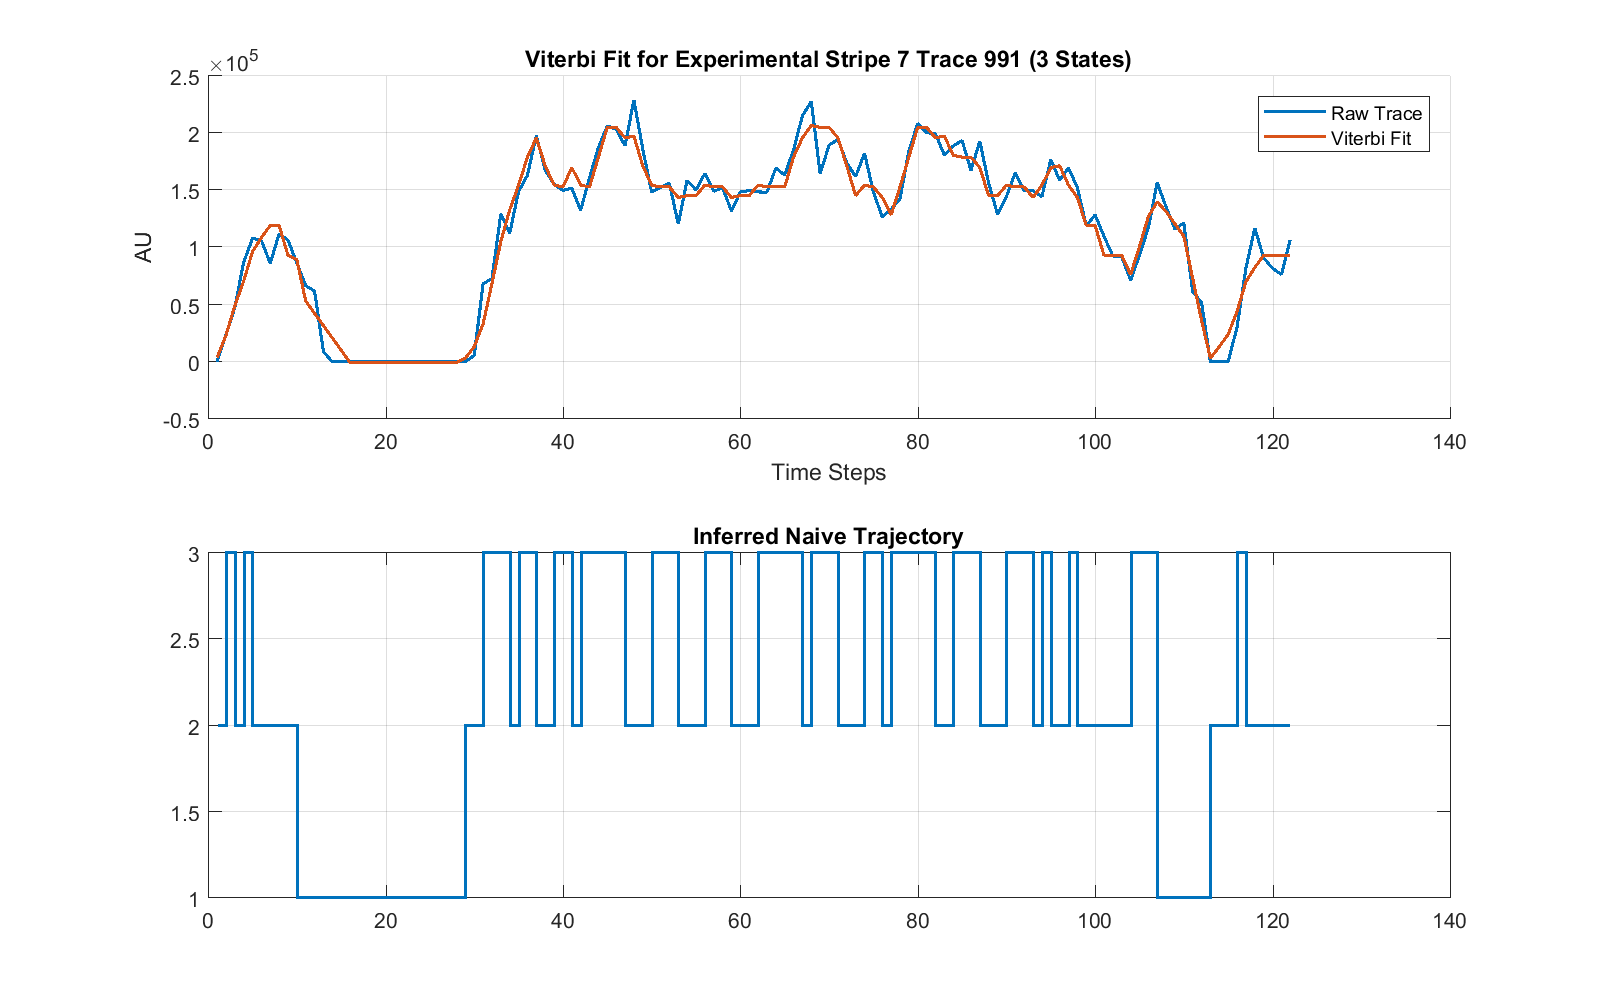 Viterbi Fit for Experimental Stripe 7 Trace 991 (3 States)
×10^5
2.5
2
1.5
1
0.5
0
-0.5
AU
Raw Trace
Viterbi Fit
0 20 40 60 80 100 120 140
Time Steps
Inferred Naive Trajectory
3
2.5
2
1.5
1
0 20 40 60 80 100 120 140